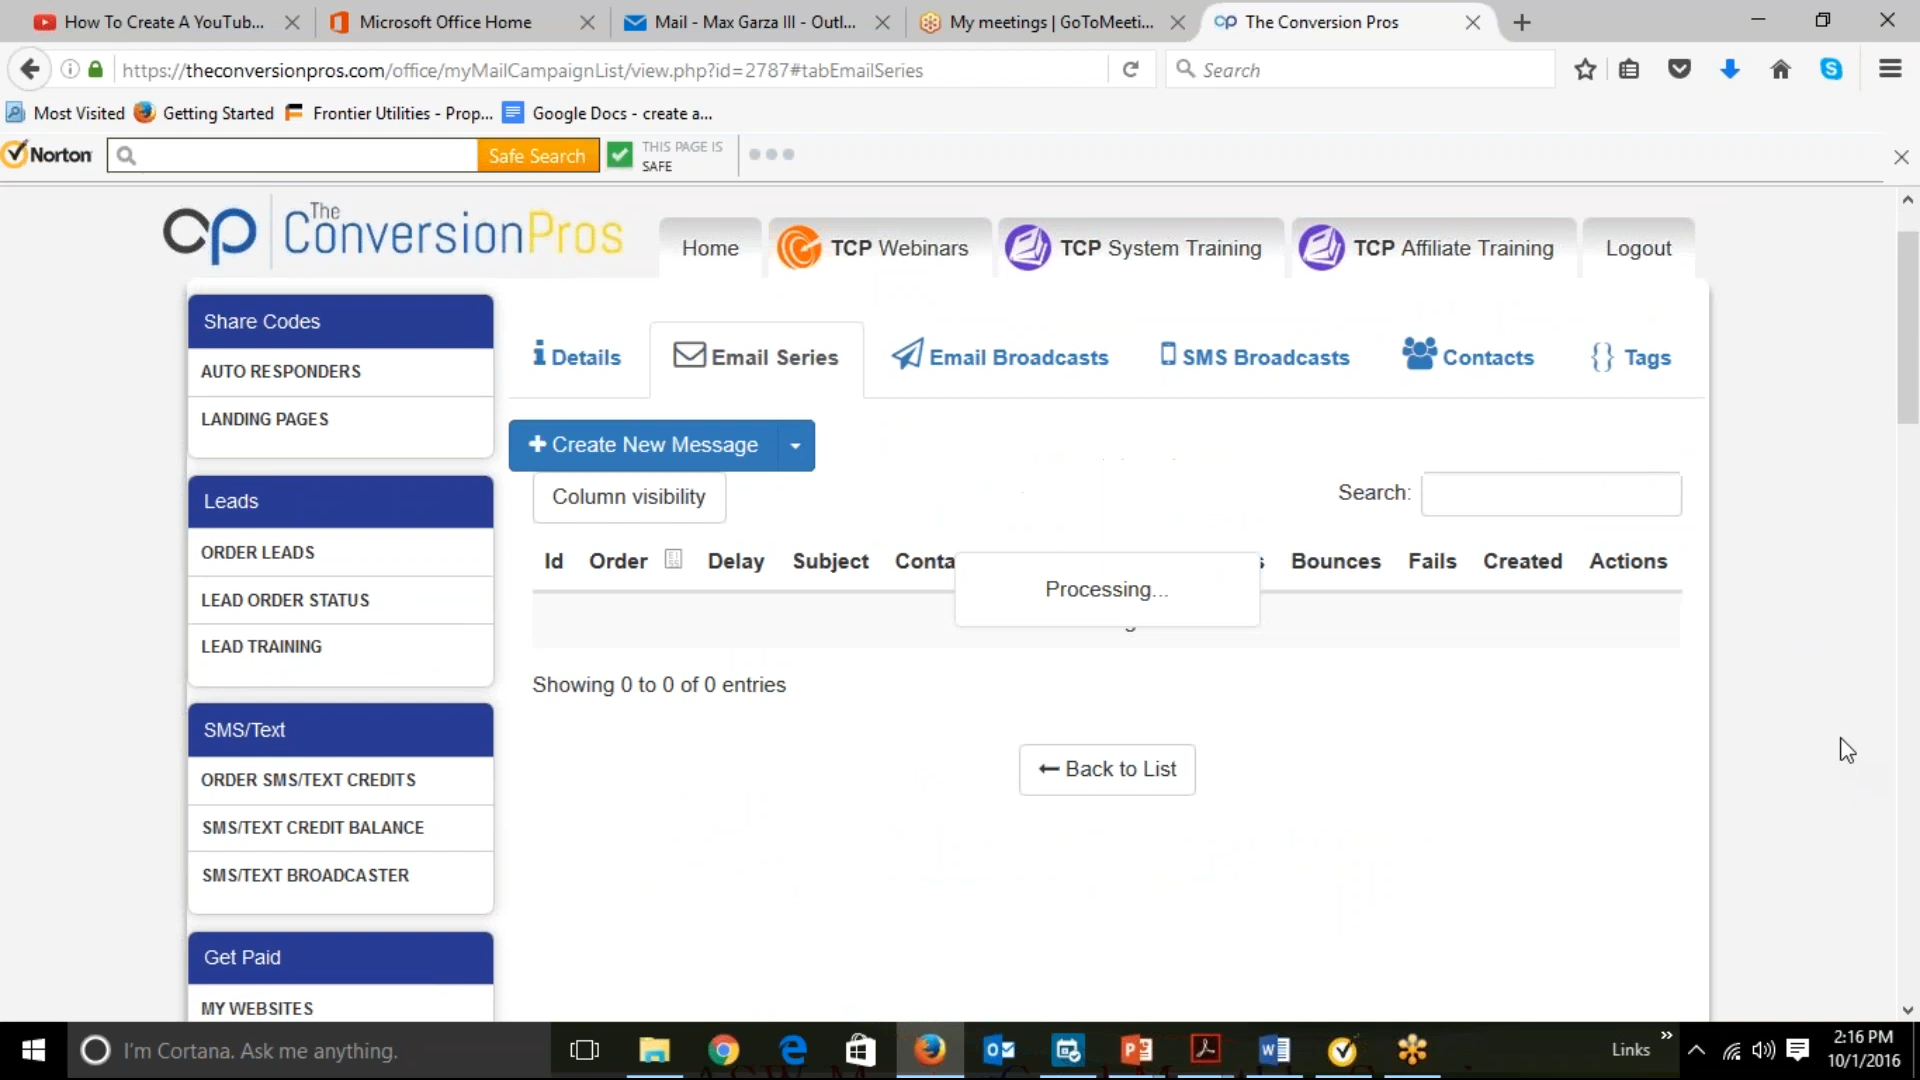 How To Create A YouTub...
Microsoft Office Home
Mail - Max Garza III - Outl...
My meetings | GoToMeeti...
The Conversion Pros
https://theconversionpros.com/office/myMailCampaignList/view.php?id=2787#tabEmailSeries
Search
Most Visited
Getting Started
Frontier Utilities - Prop...
Google Docs - create a...
Norton
Safe Search
THIS PAGE IS
SAFE
cp The ConversionPros
Home
TCP Webinars
TCP System Training
TCP Affiliate Training
Logout
Share Codes
AUTO RESPONDERS
LANDING PAGES
Leads
ORDER LEADS
LEAD ORDER STATUS
LEAD TRAINING
SMS/Text
ORDER SMS/TEXT CREDITS
SMS/TEXT CREDIT BALANCE
SMS/TEXT BROADCASTER
Get Paid
MY WEBSITES
Details
Email Series
Email Broadcasts
SMS Broadcasts
Contacts
{} Tags
Create New Message
Column visibility
Search:
Id Order Delay Subject Conta s Bounces Fails Created Actions
Processing...
Showing 0 to 0 of 0 entries
Back to List
I'm Cortana. Ask me anything.
Links
2:16 PM
10/1/2016